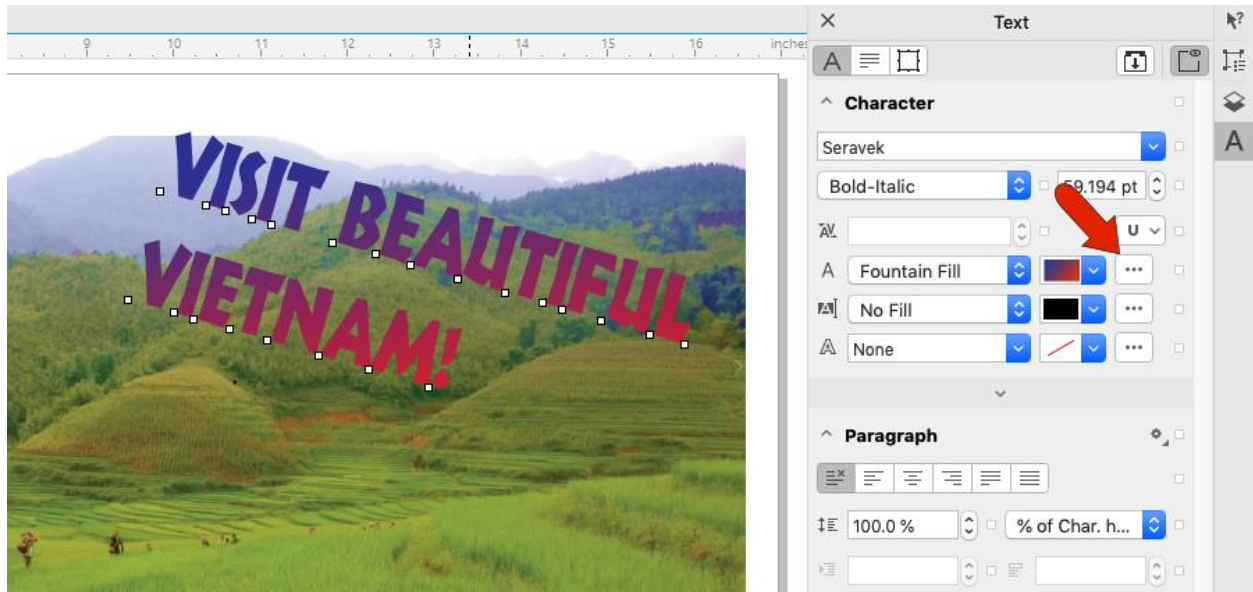 Text
9 10 11 12 13 14 15 16 inches
A
Character
Seravek
Bold-Italic 59.194 pt
AV U
A Fountain Fill
A No Fill
A None
Paragraph
100.0 % % of Char. h...
VISIT BEAUTIFUL
VIETNAM!
A